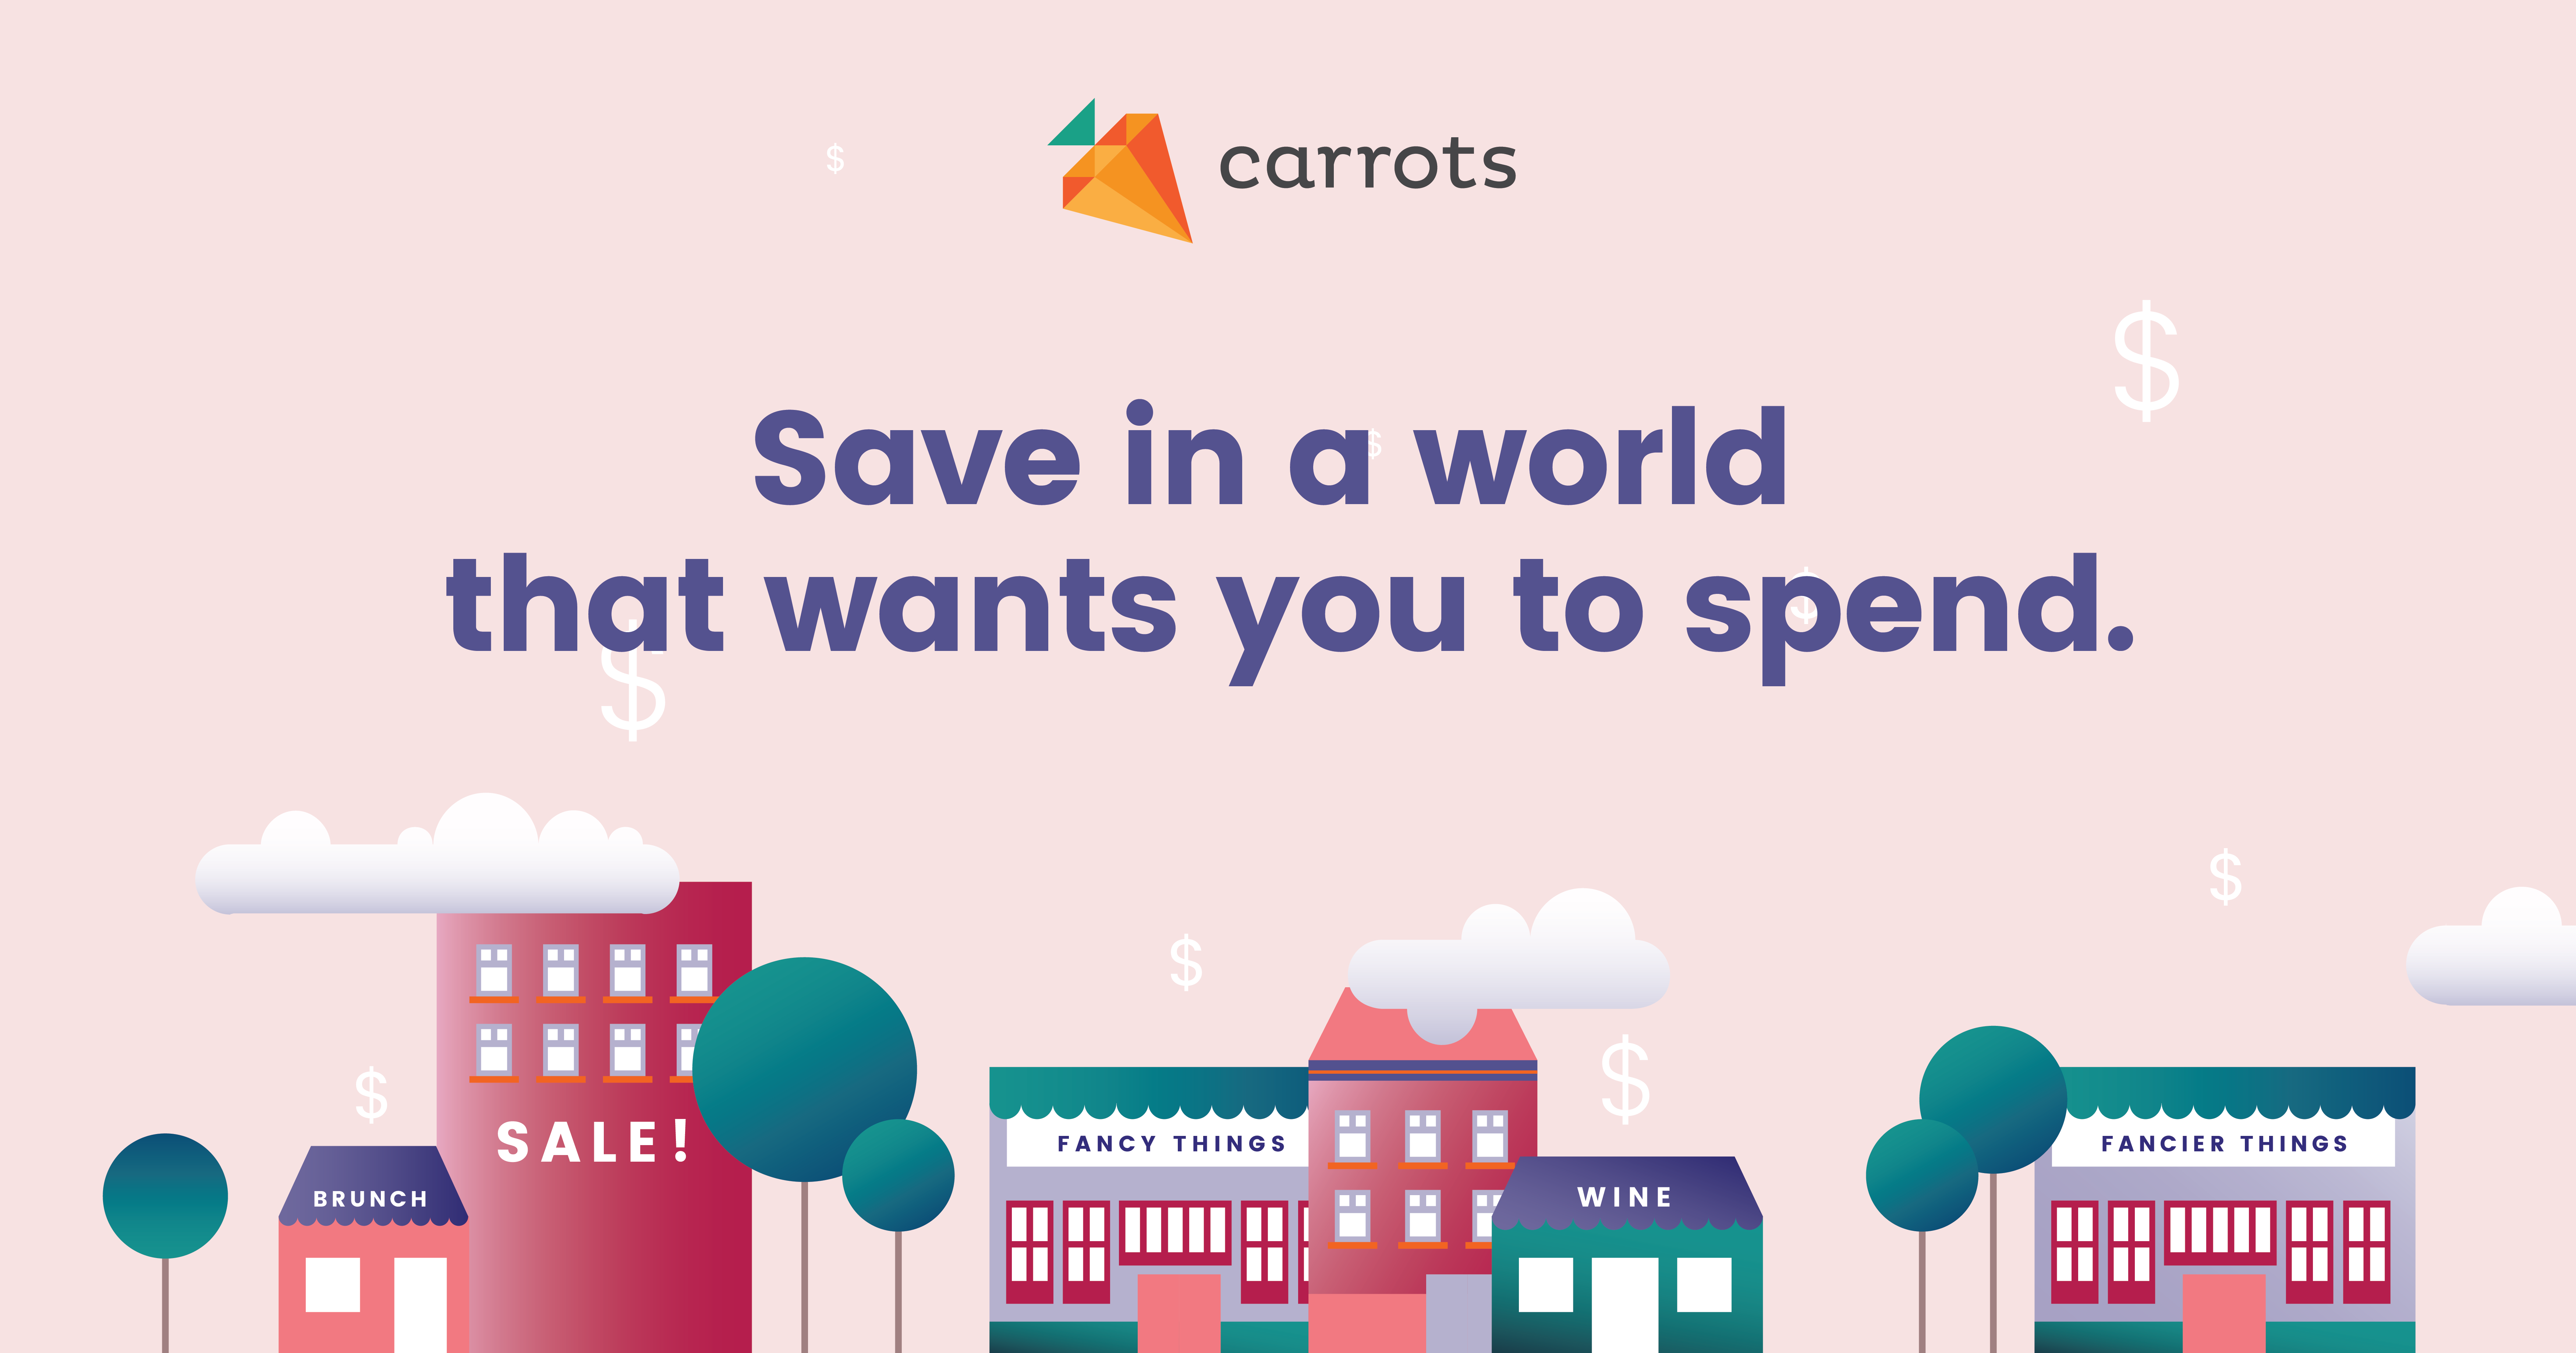 $
carrots
$
Save in a world
$
that wants you to spend.
$
$
$
$
$
$
SALE!
BRUNCH
FANCY THINGS
WINE
FANCIER THINGS